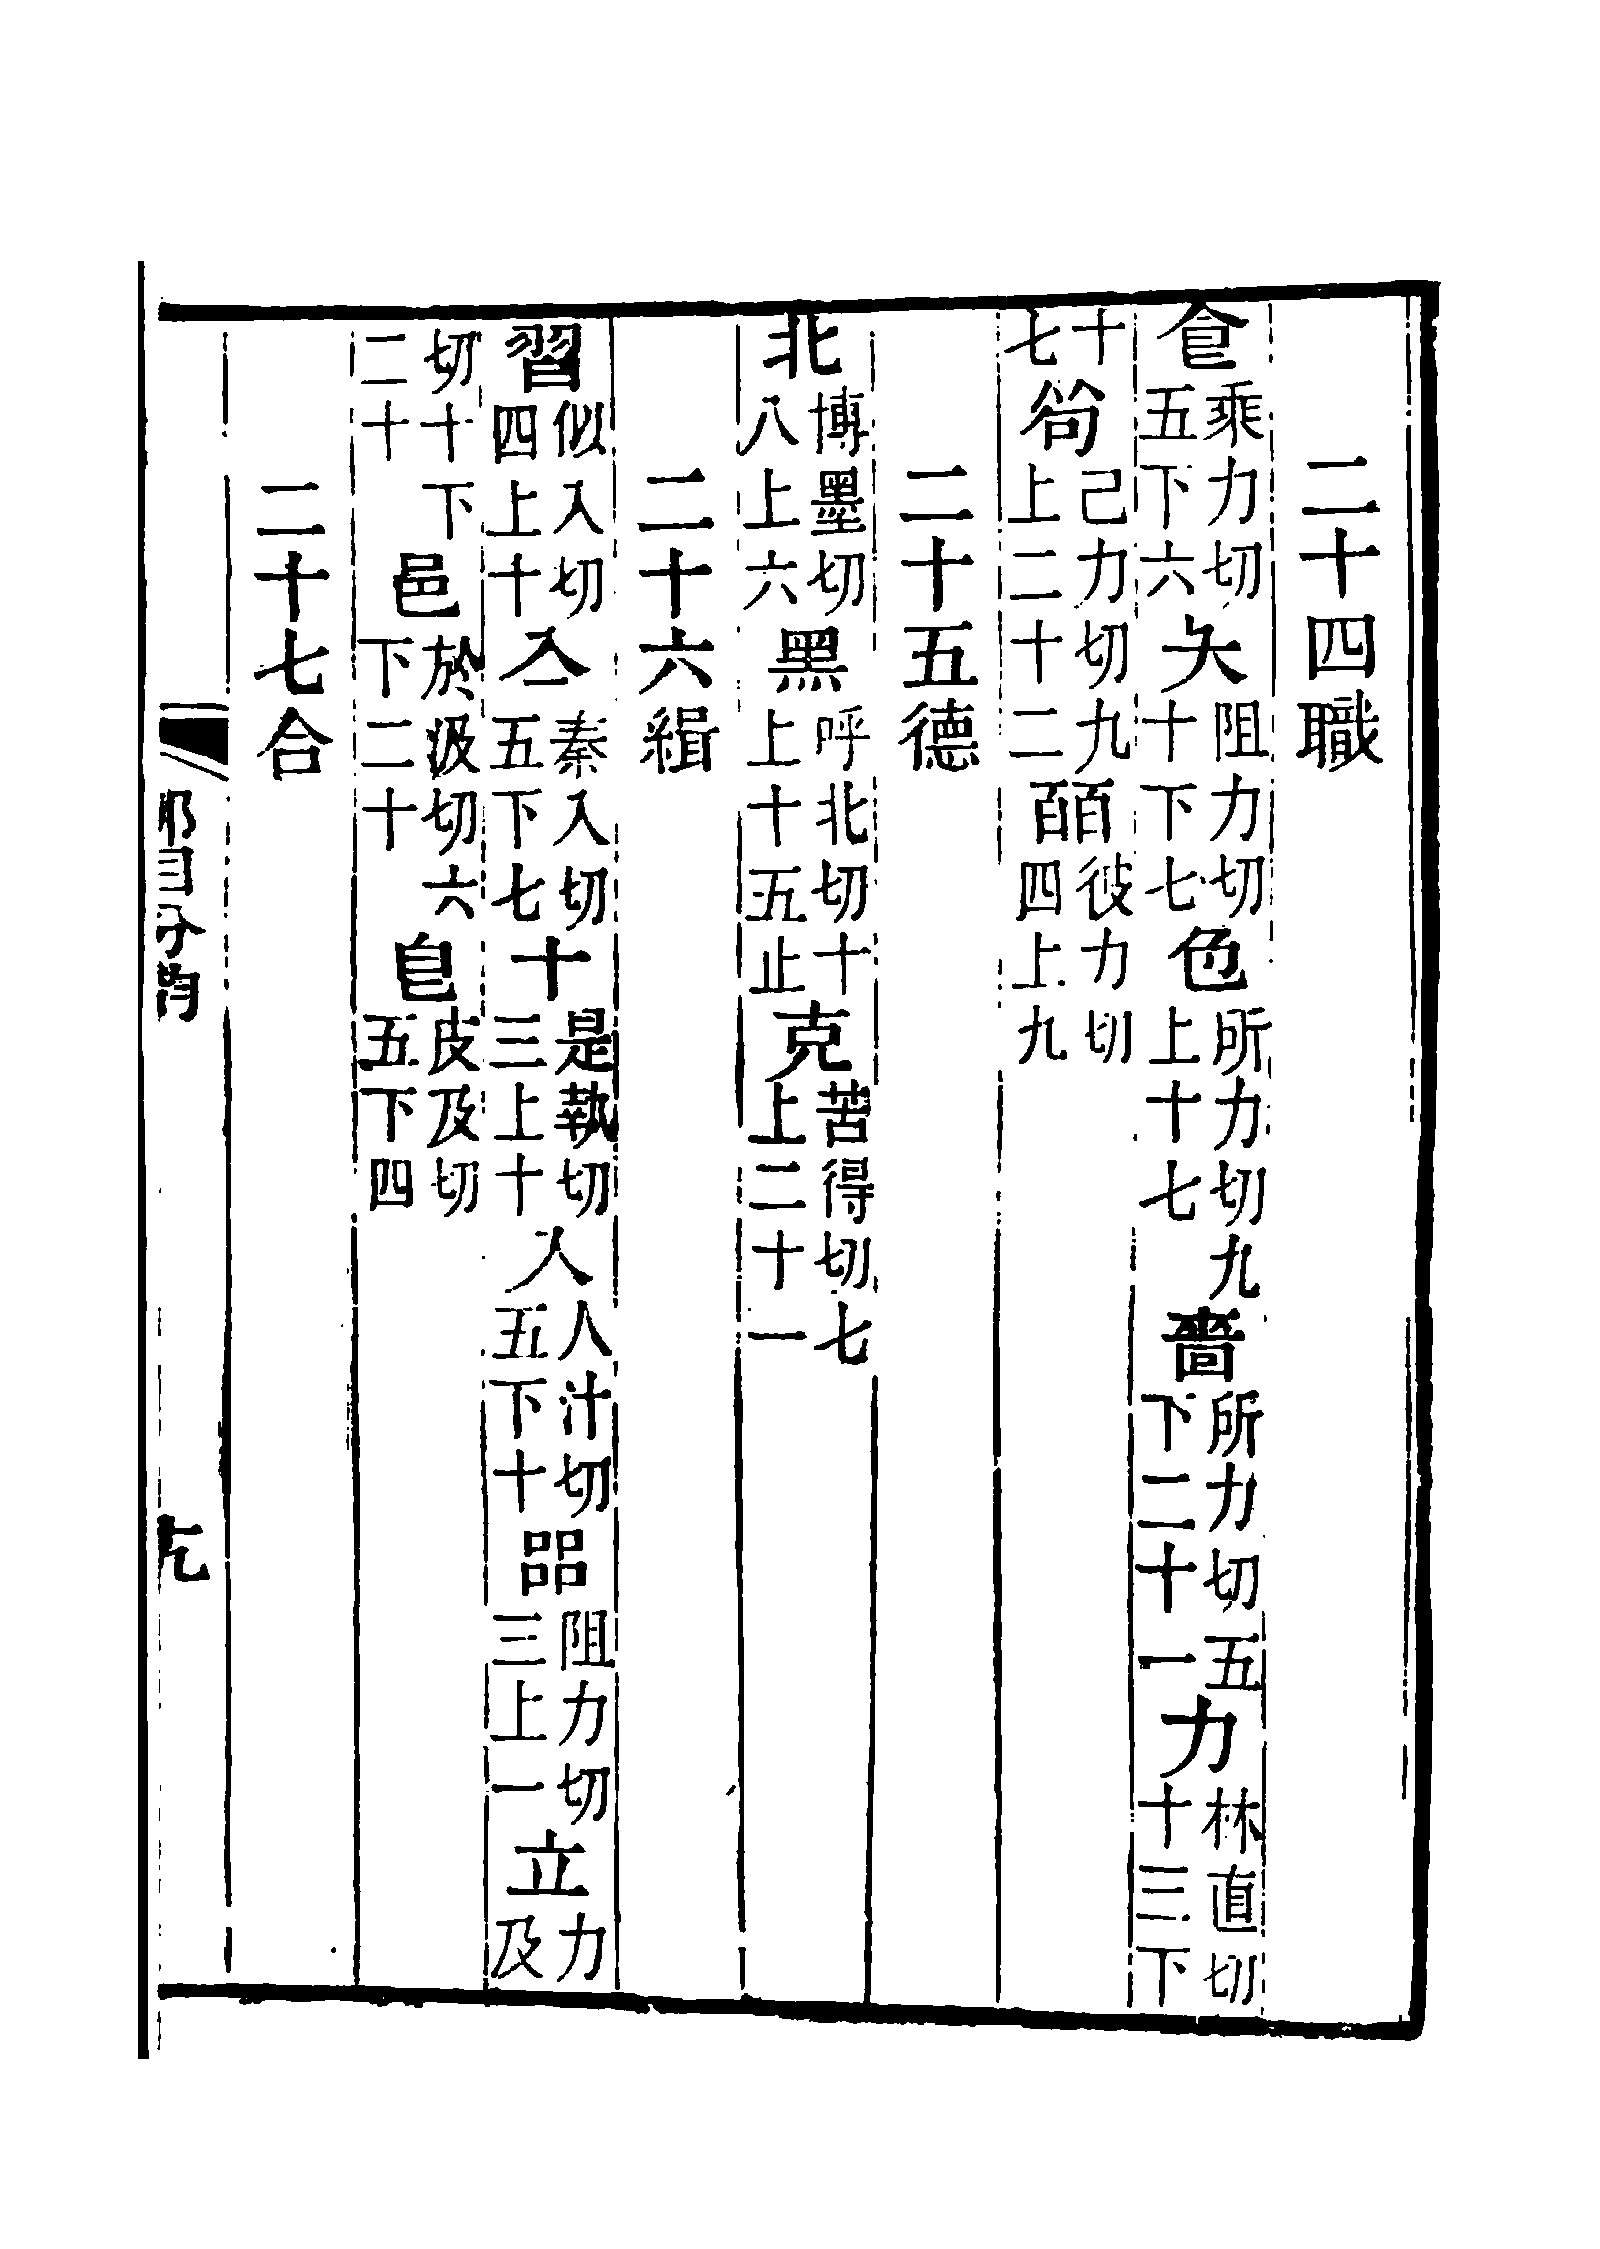 二十四職
食乘力切五下六夨阻力切十下七色所力切九上十七嗇所力切五下二十一力林直切十三下
十七茍己力切九上二十二皕彼力切四上九
二十五德
北博墨切八上六黑呼北切十上十五止克苦得切七上二十一
二十六緝
習似入切四上十亼秦入切五下七十是執切三上十入人汁切五下十㗊阻力切三上一立力及
切十下二十邑於汲切六下二十皀皮及切五下四
二十七合